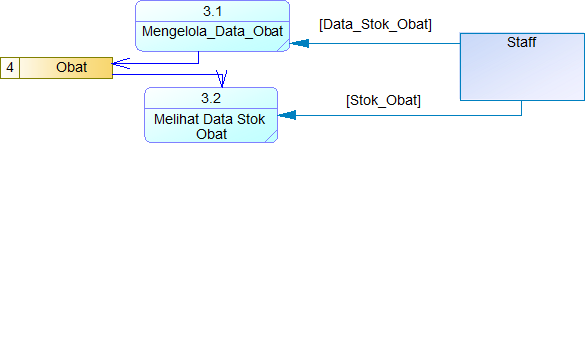 3.1
Mengelola_Data_Obat
[Data_Stok_Obat]
Staff
4 Obat
3.2
Melihat Data Stok
Obat
[Stok_Obat]